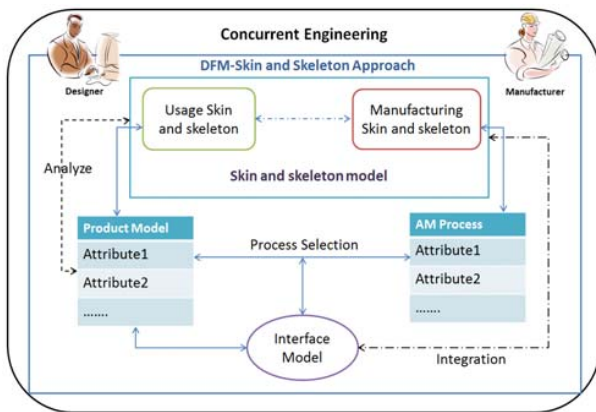 Concurrent Engineering
DFM-Skin and Skeleton Approach
Designer
Manufacturer
Usage Skin
and skeleton
Manufacturing
Skin and skeleton
Analyze
Skin and skeleton model
Product Model
Attribute1
Attribute2
.......
Process Selection
AM Process
Attribute1
Attribute2
.......
Interface
Model
Integration